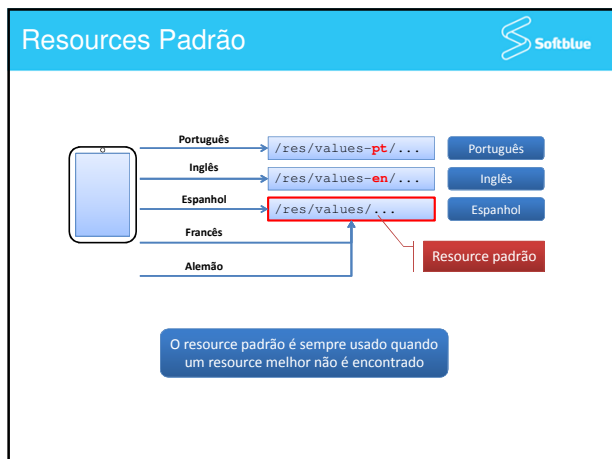 Resources Padrão
Softblue
Português
/res/values-pt/...
Português
Inglês
/res/values-en/...
Inglês
Espanhol
/res/values/...
Espanhol
Francês
Resource padrão
Alemão
O resource padrão é sempre usado quando
um resource melhor não é encontrado